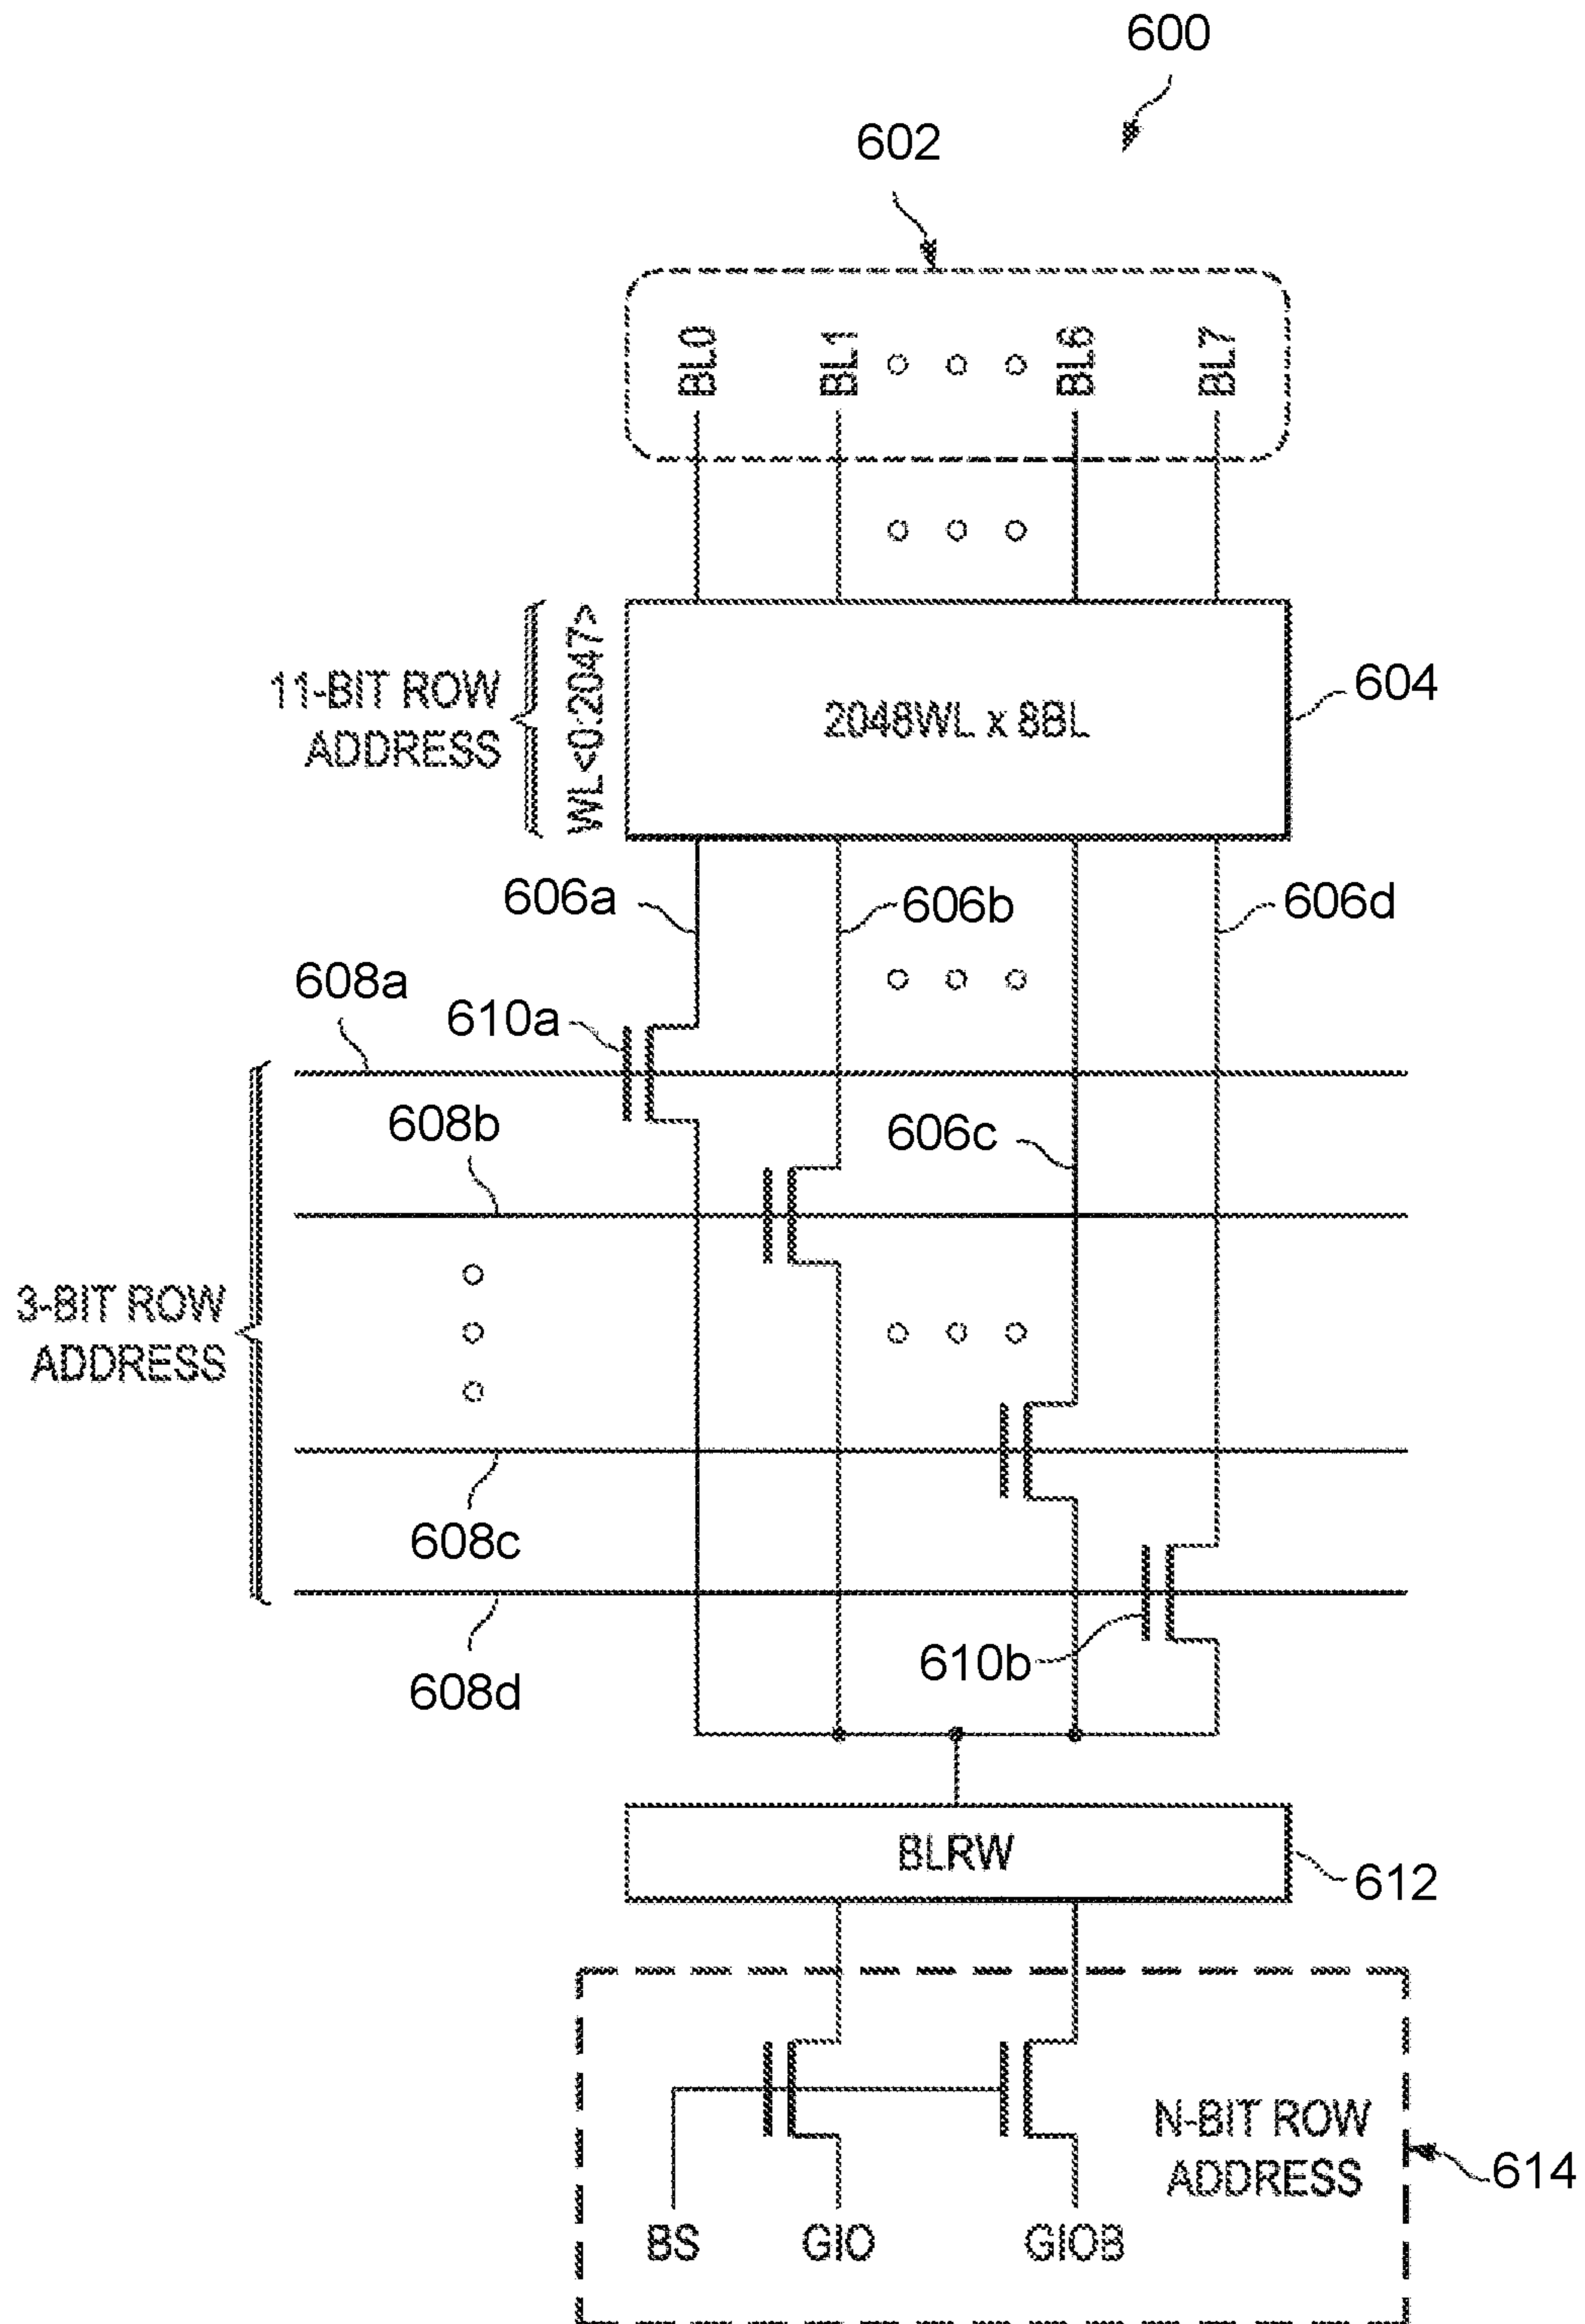 600
602
BL0
BL1
BL6
BL7
11-BIT ROW
ADDRESS
WL<0:2047>
2048WL x 8BL
604
606a
606b
606d
608a
610a
608b
606c
3-BIT ROW
ADDRESS
608c
610b
608d
BLRW
612
N-BIT ROW
ADDRESS
614
BS
GIO
GIOB